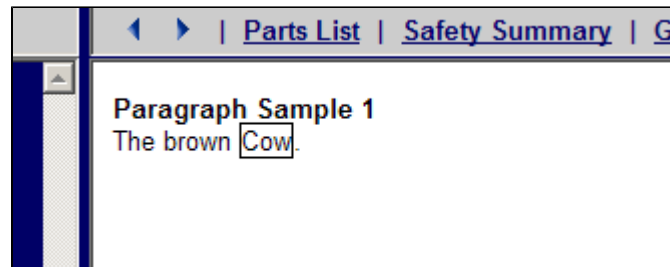 | Parts List | Safety Summary | G
Paragraph Sample 1
The brown Cow.